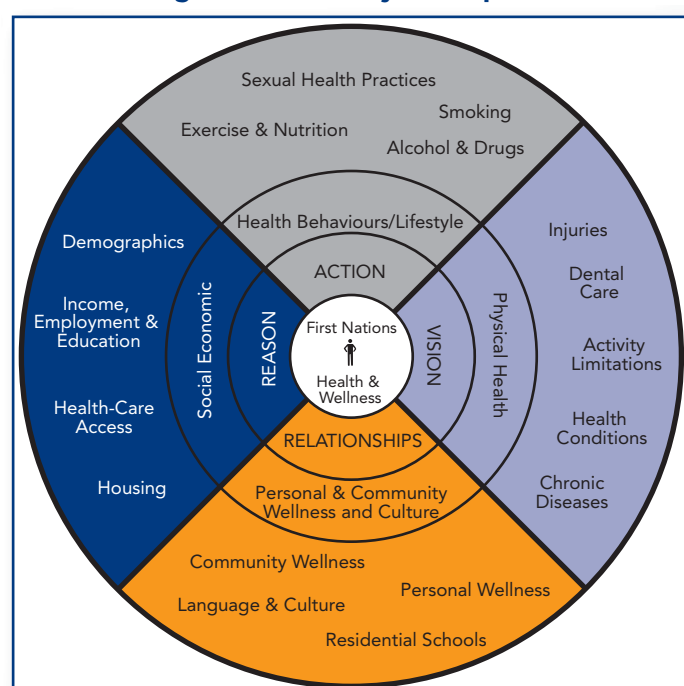 Sexual Health Practices
Smoking
Exercise & Nutrition
Alcohol & Drugs
Health Behaviours/Lifestyle
ACTION
Demographics
Income,
Employment &
Education
Health-Care
Access
Housing
Social Economic
REASON
First Nations
Health &
Wellness
VISION
Physical Health
Injuries
Dental
Care
Activity
Limitations
Health
Conditions
Chronic
Diseases
RELATIONSHIPS
Personal & Community
Wellness and Culture
Community Wellness
Personal Wellness
Language & Culture
Residential Schools